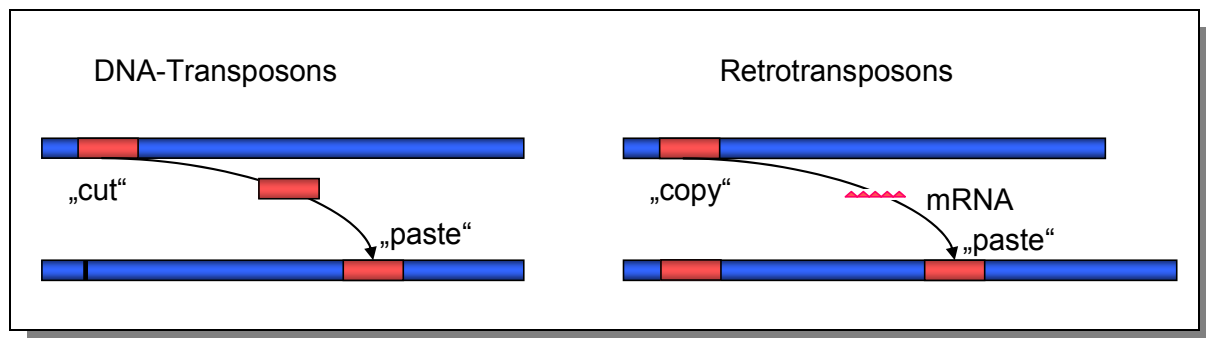 DNA-Transposons
„cut“
„paste“
Retrotransposons
„copy“
mRNA
„paste“